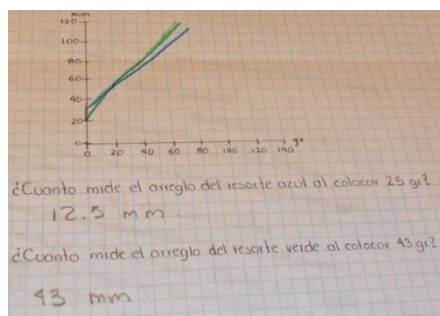 mm
120
100
80
60
40
20
0
0 20 40 60 80 100 120 140 gr
¿Cuanto mide el arreglo del resorte azul al colocar 25 gr?
12.5 mm
¿Cuanto mide el arreglo del resorte verde al colocar 43 gr?
43 mm